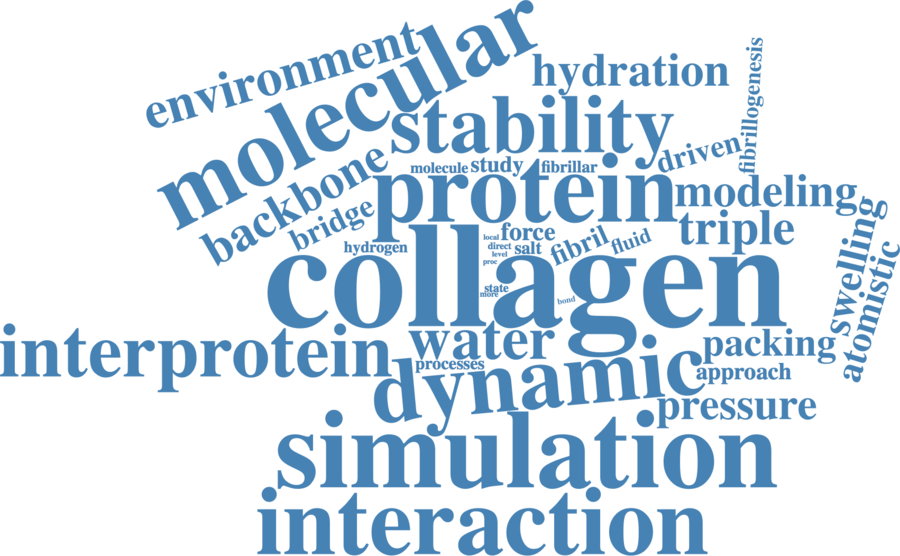 environment
molecular
hydration
fibrillogenesis
stability
driven
backbone
molecule
study
fibrillar
protein
modeling
bridge
triple
swelling
hydrogen
local
force
direct
salt
level
proc
fibril
fluid
collagen
atomistic
state
more
bond
interprotein
water
packing
processes
dynamic
approach
pressure
simulation
interaction